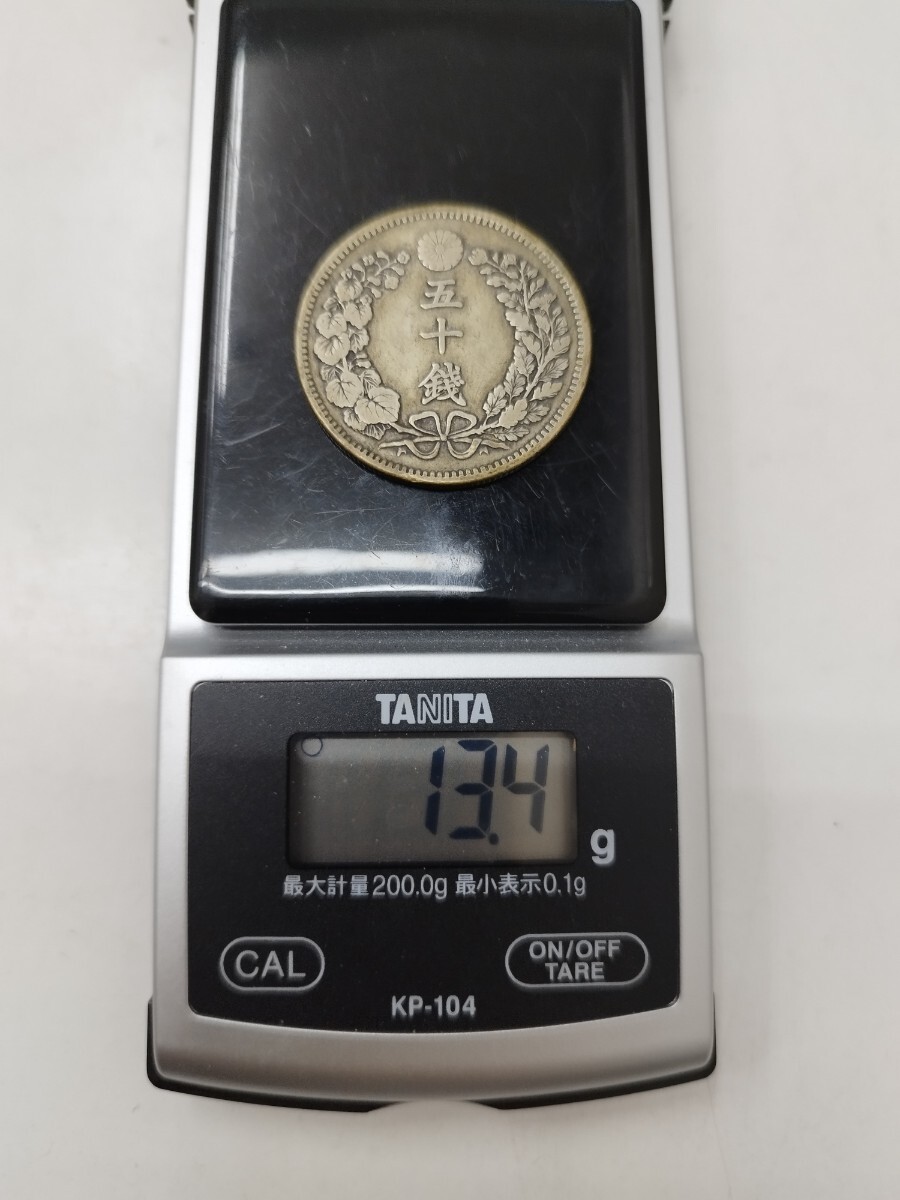 五
十
錢
TANITA
13.4
g
最大計量200.0g 最小表示0.1g
CAL
ON/OFF
TARE
KP-104